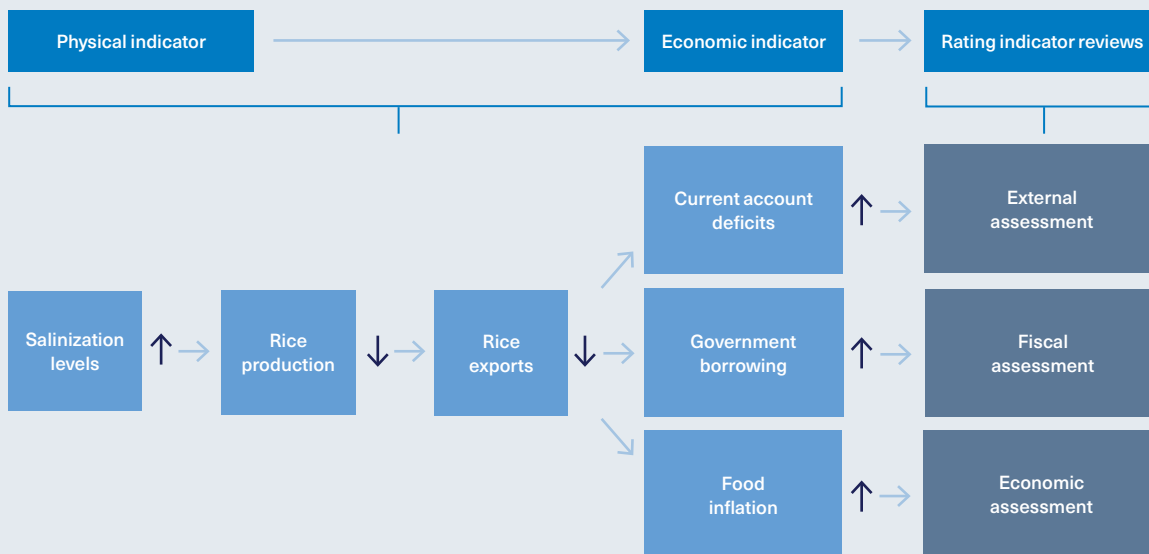 Physical indicator
Economic indicator
Rating indicator reviews
Current account
deficits
External
assessment
Salinization
levels
Rice
production
Rice
exports
Government
borrowing
Fiscal
assessment
Food
inflation
Economic
assessment